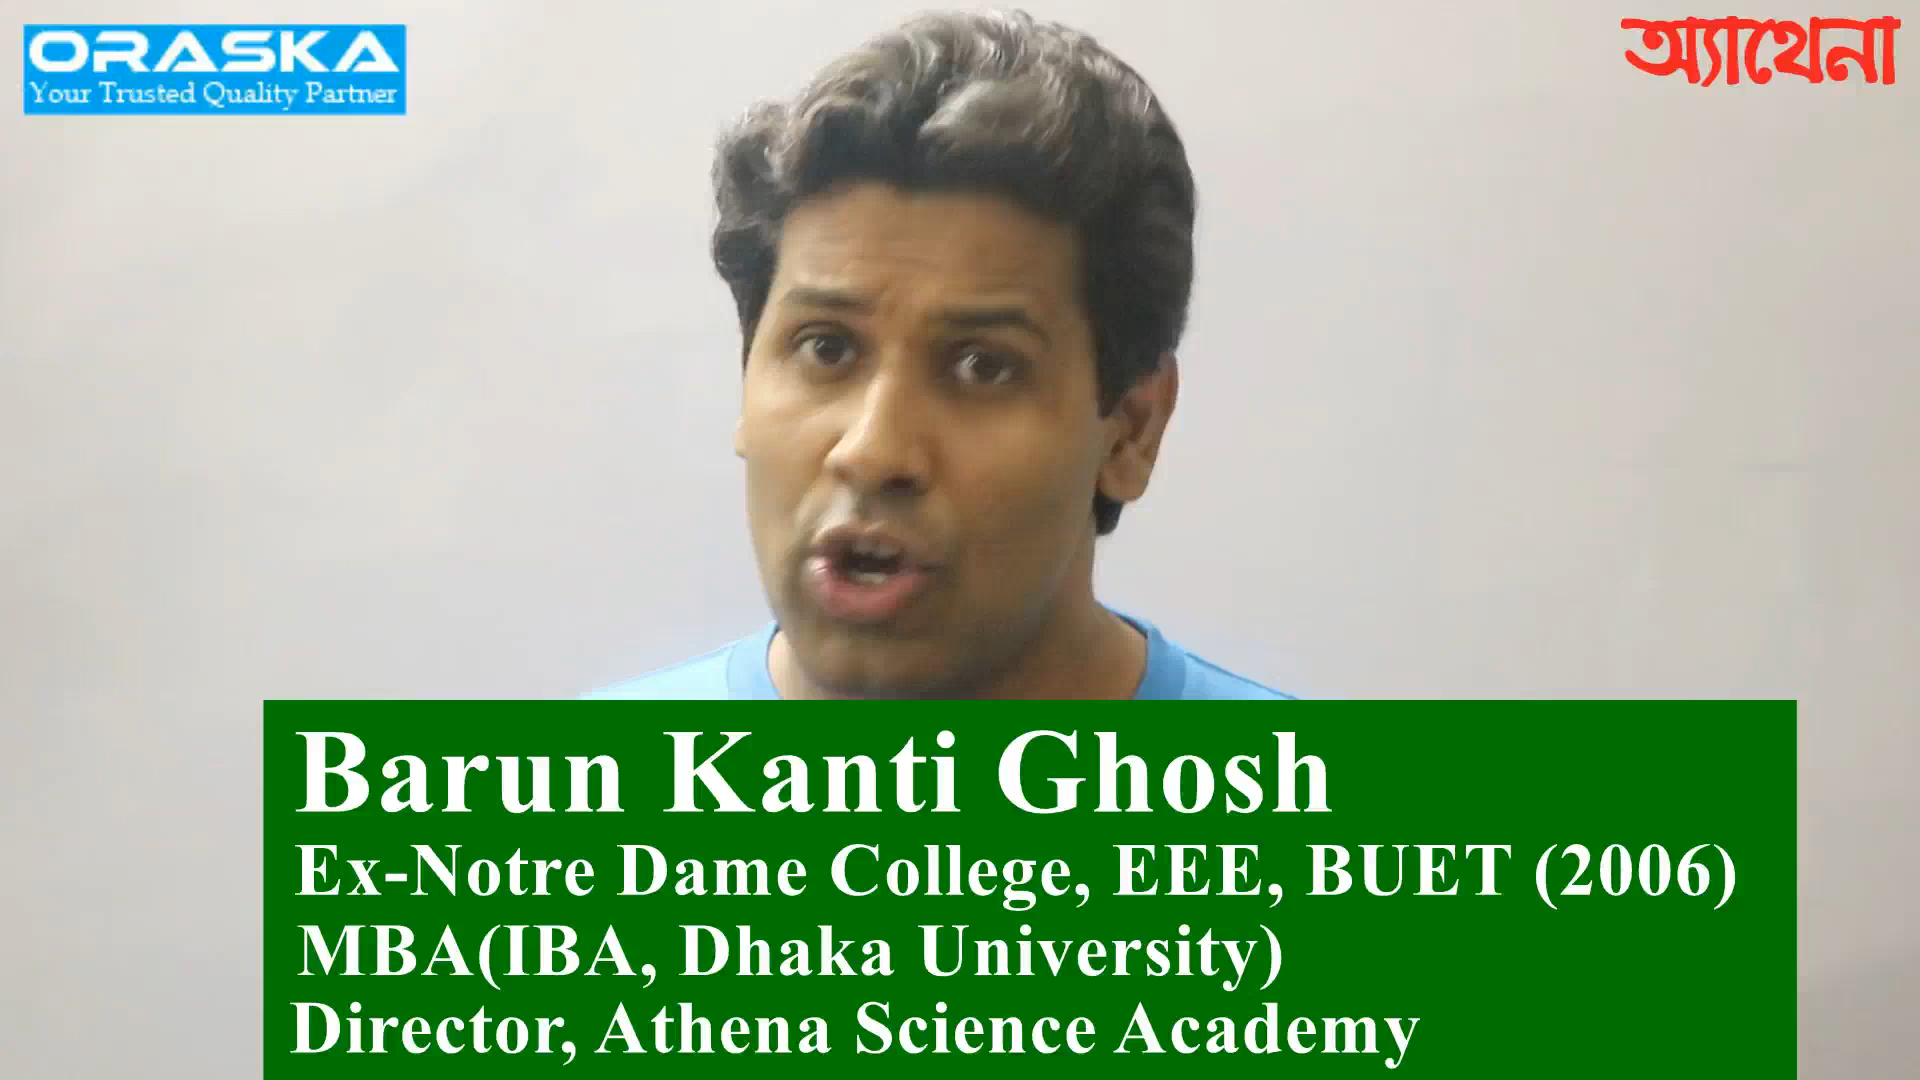 ORASKA
Your Trusted Quality Partner
অ্যাথেনা
Barun Kanti Ghosh
Ex-Notre Dame College, EEE, BUET (2006)
MBA(IBA, Dhaka University)
Director, Athena Science Academy